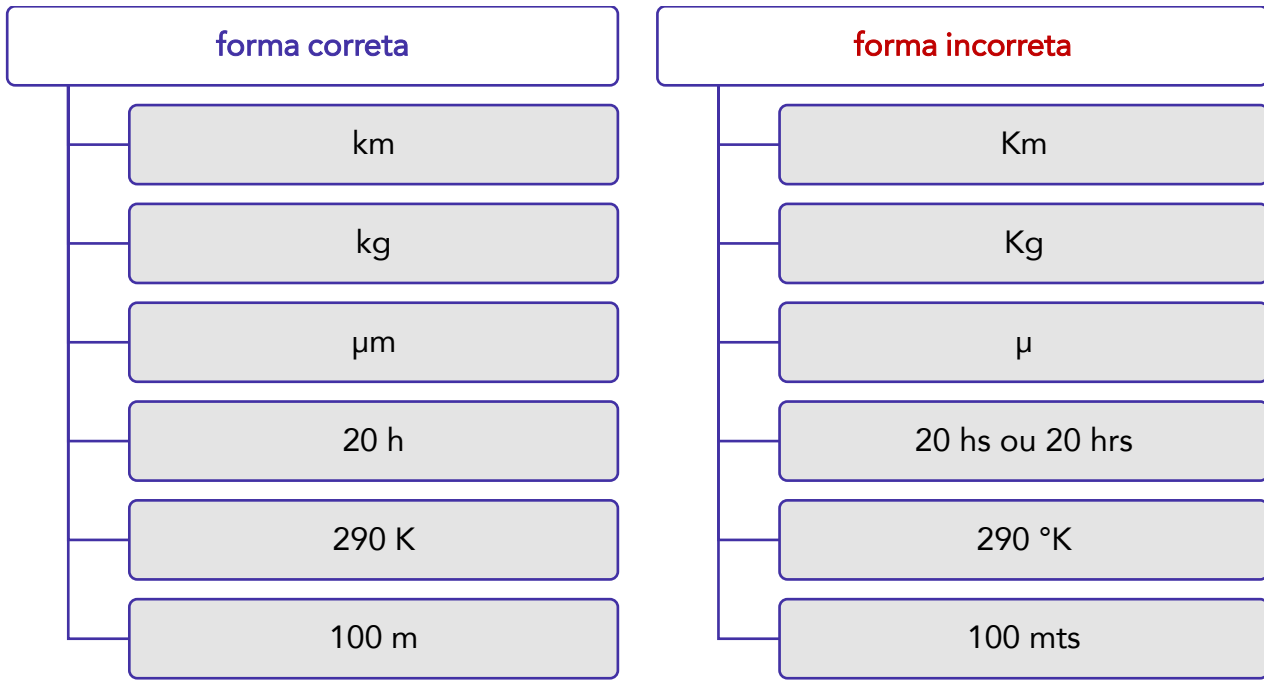 forma correta
km
kg
μm
20 h
290 K
100 m
forma incorreta
Km
Kg
μ
20 hs ou 20 hrs
290 °K
100 mts